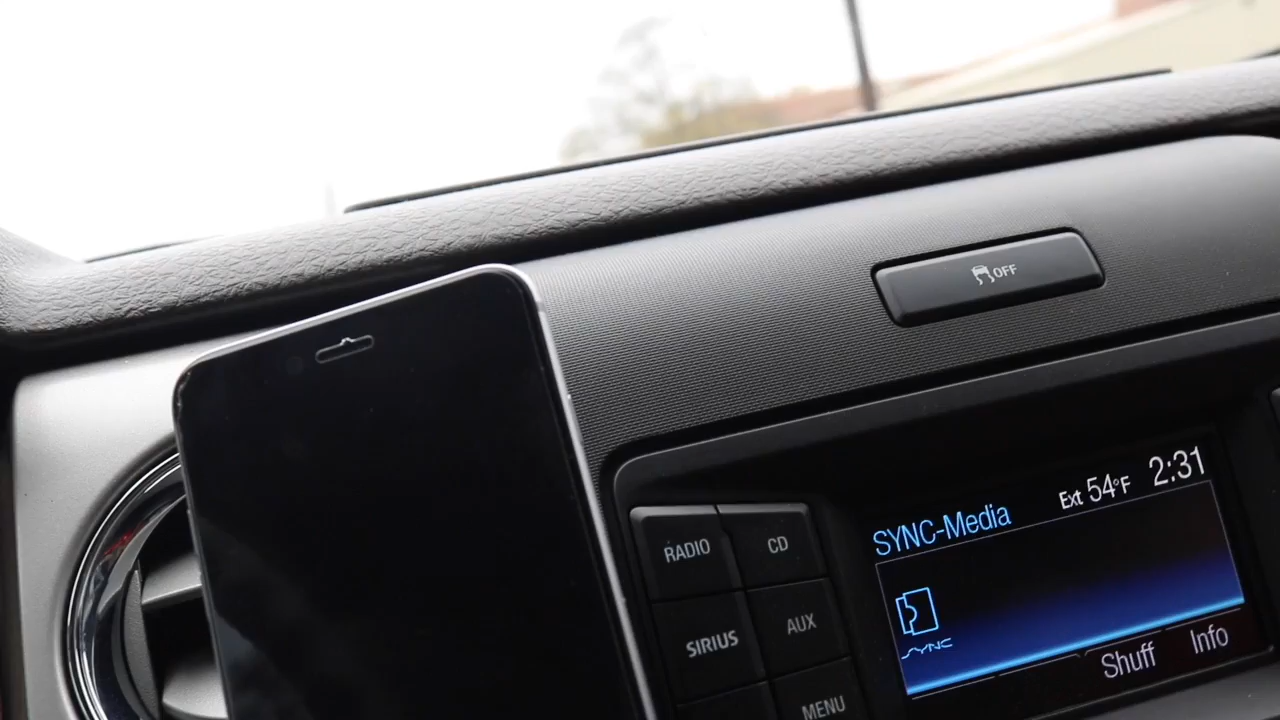 OFF
Ext 54°F 2:31
SYNC-Media
RADIO
CD
SIRIUS
AUX
MENU
SYNC
Shuff
Info